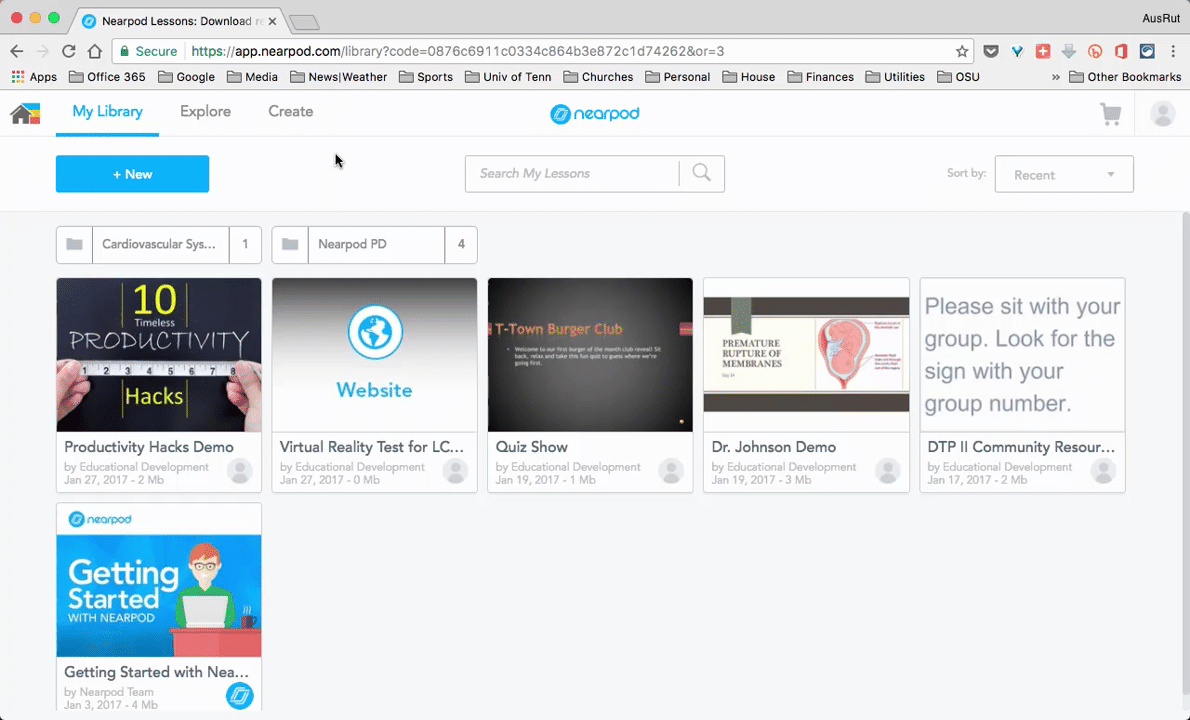 Nearpod Lessons: Download re
AusRut
Secure
https://app.nearpod.com/library?code=0876c6911c0334c864b3e872c1d74262&or=3
Apps
Office 365
Google
Media
News|Weather
Sports
Univ of Tenn
Churches
Personal
House
Finances
Utilities
OSU
»
Other Bookmarks
My Library
Explore
Create
nearpod
+ New
Search My Lessons
Sort by:
Recent
Cardiovascular Sys...
1
Nearpod PD
4
10
Timeless
PRODUCTIVITY
1 2 3 4 5 6 7 8
Hacks
Productivity Hacks Demo
by Educational Development
Jan 27, 2017 - 2 Mb
Website
Virtual Reality Test for LC...
by Educational Development
Jan 27, 2017 - 0 Mb
T-Town Burger Club
• Welcome to our first burger of the month club reveal! Sit
back, relax and take this fun quiz to guess where we're
going first.
Quiz Show
by Educational Development
Jan 19, 2017 - 1 Mb
PREMATURE
RUPTURE OF
MEMBRANES
Dr. Johnson Demo
by Educational Development
Jan 19, 2017 - 3 Mb
Please sit with your
group. Look for the
sign with your
group number.
DTP II Community Resour...
by Educational Development
Jan 17, 2017 - 2 Mb
nearpod
Getting
Started
WITH NEARPOD
Getting Started with Nea...
by Nearpod Team
Jan 3, 2017 - 4 Mb